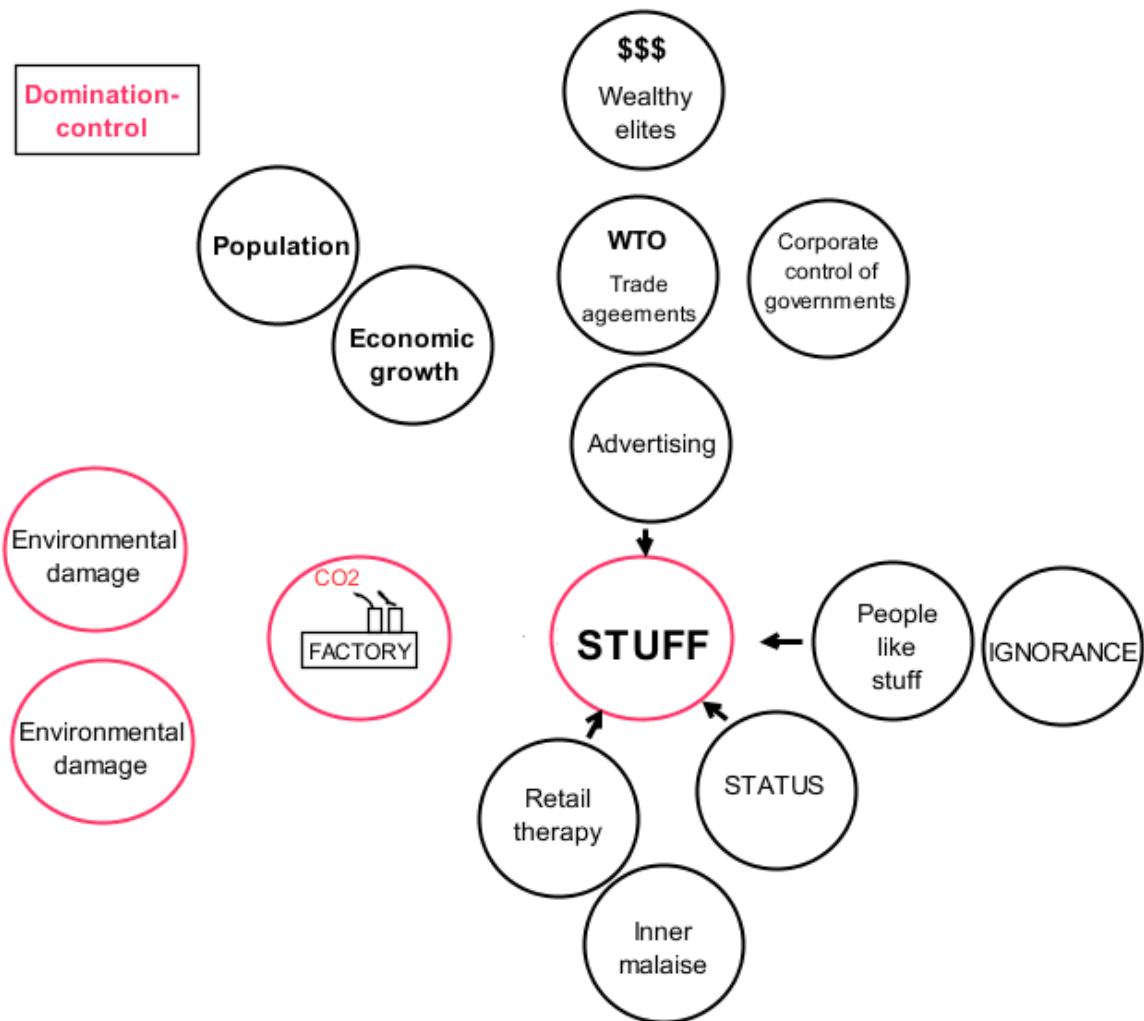 $$$
Wealthy
elites
Domination-
control
Population
WTO
Trade
ageements
Corporate
control of
governments
Economic
growth
Advertising
Environmental
damage
CO2
FACTORY
STUFF
People
like
stuff
IGNORANCE
Environmental
damage
Retail
therapy
STATUS
Inner
malaise